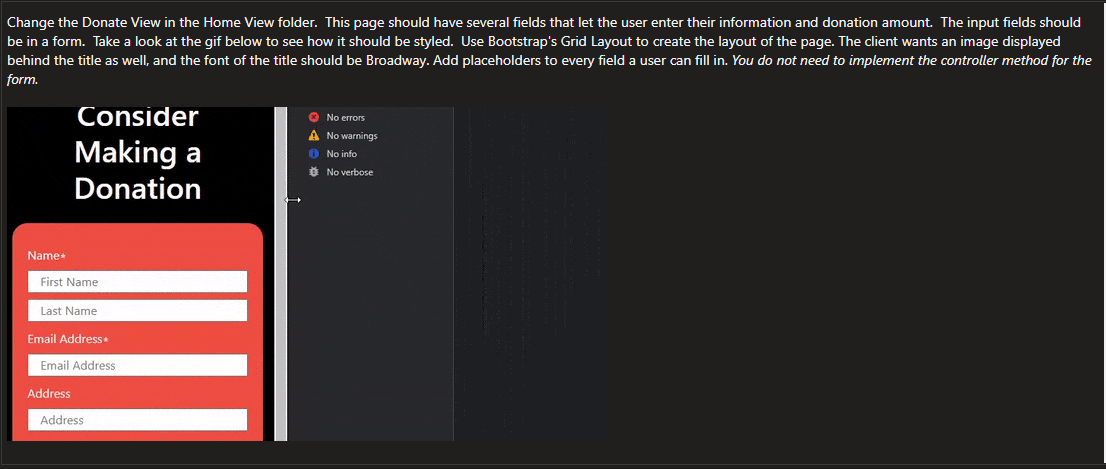 Change the Donate View in the Home View folder.  This page should have several fields that let the user enter their information and donation amount.  The input fields should
be in a form.  Take a look at the gif below to see how it should be styled.  Use Bootstrap's Grid Layout to create the layout of the page. The client wants an image displayed
behind the title as well, and the font of the title should be Broadway. Add placeholders to every field a user can fill in. You do not need to implement the controller method for the
form.
Consider
Making a
Donation
No errors
No warnings
No info
No verbose
Name*
First Name
Last Name
Email Address*
Email Address
Address
Address